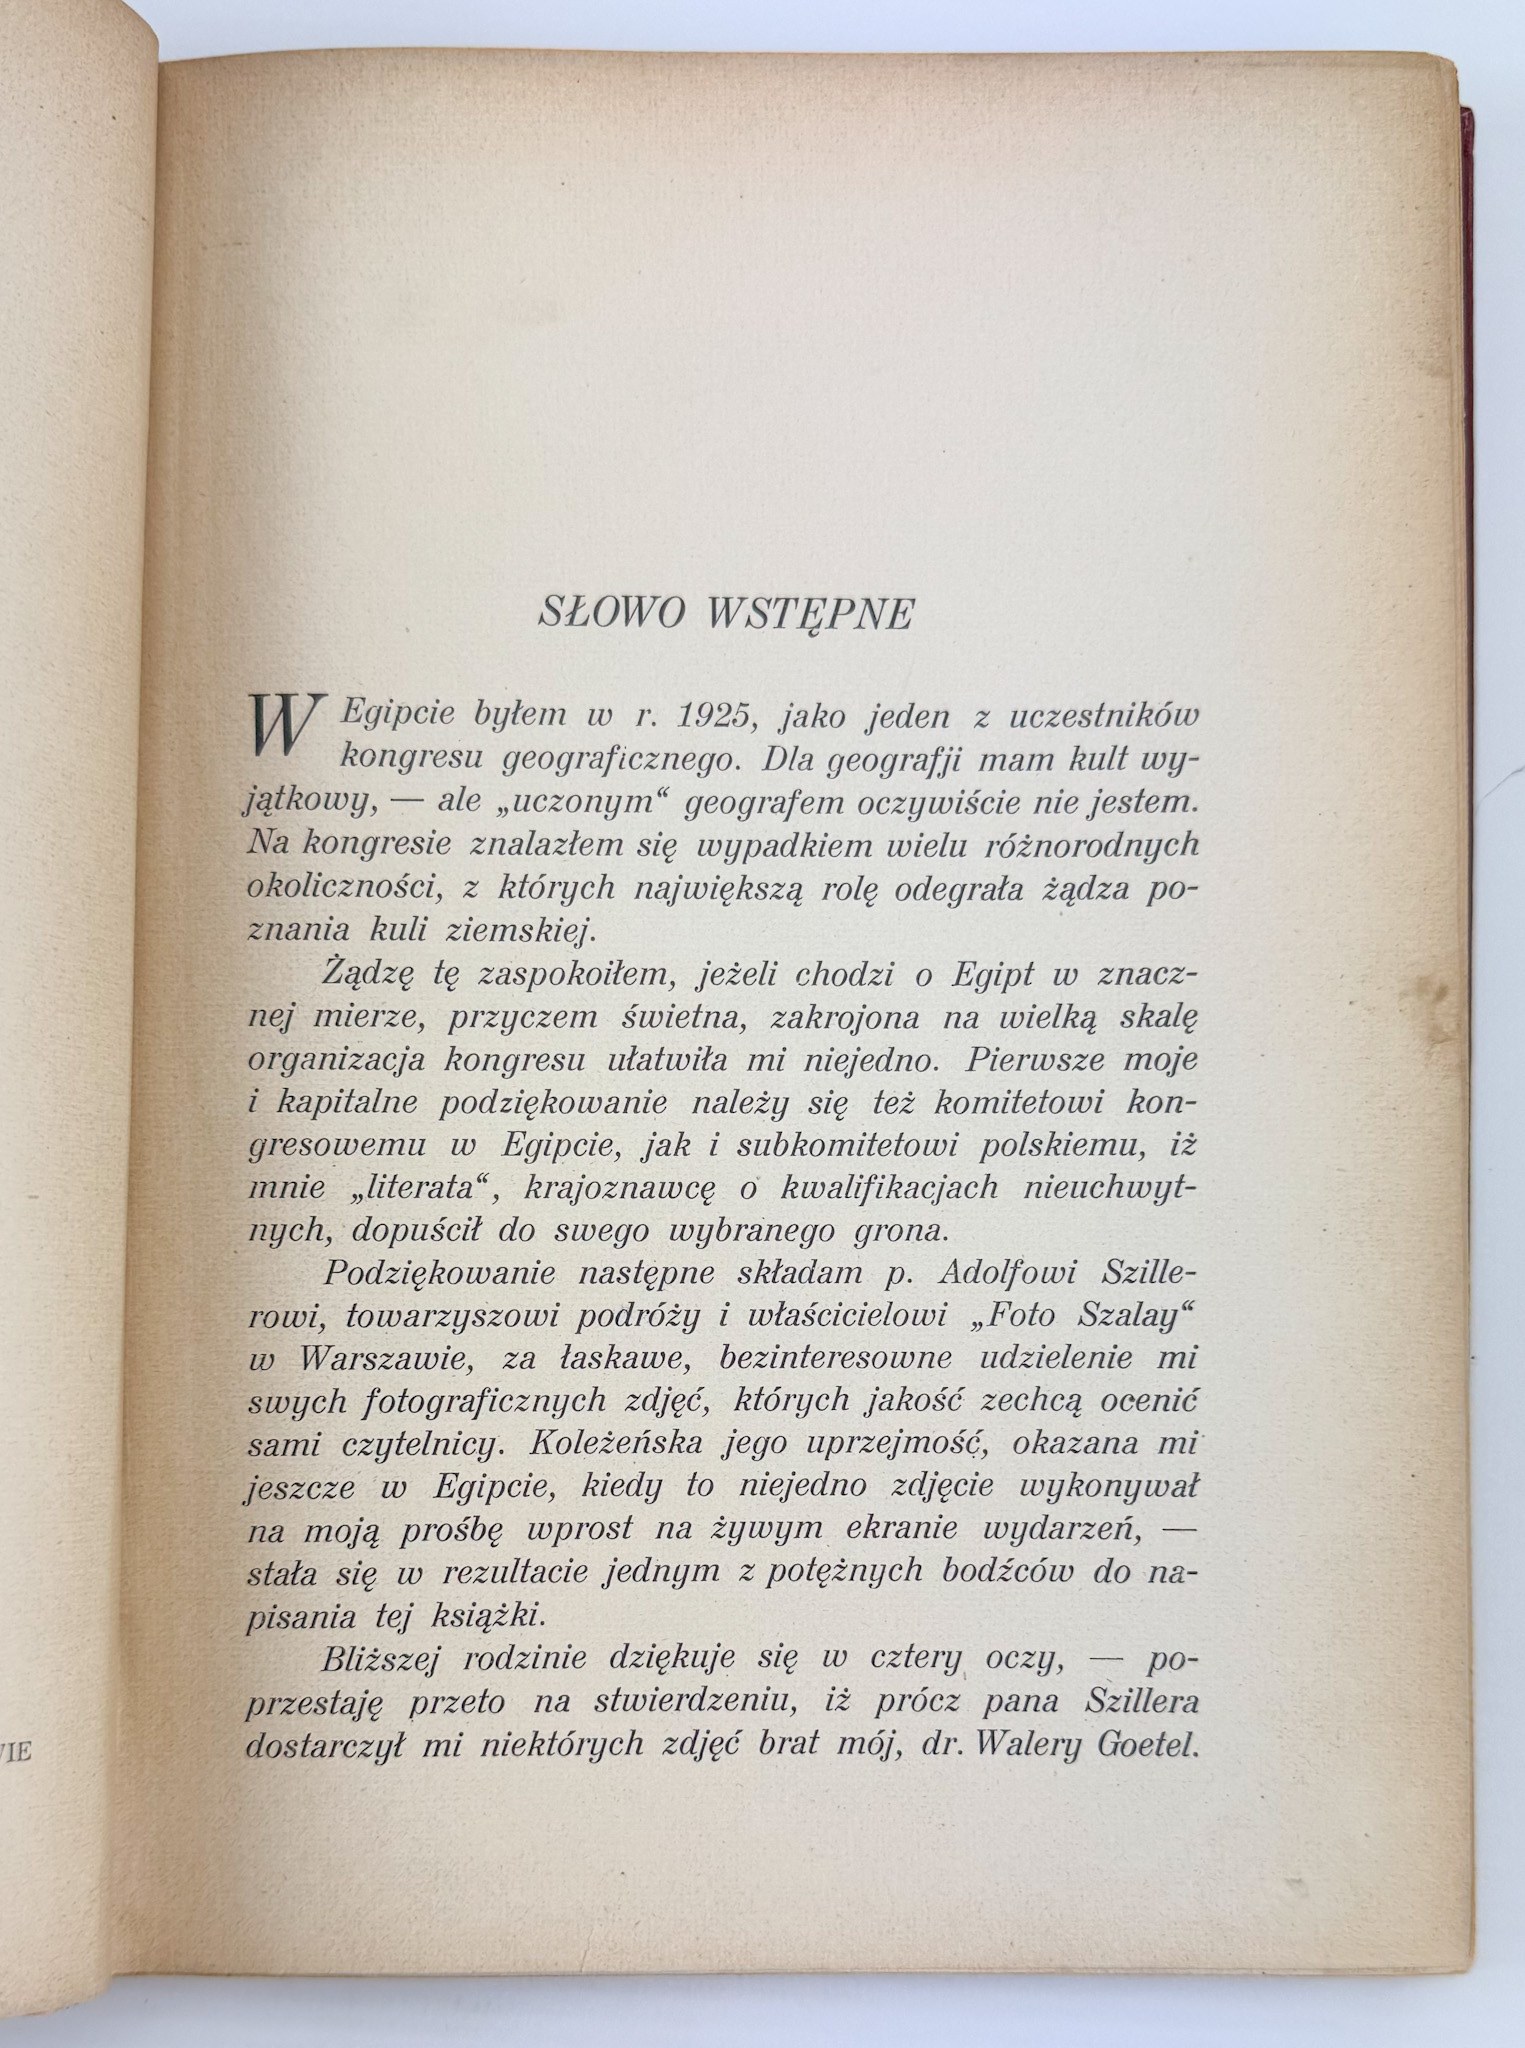 SŁOWO WSTĘPNE
W Egipcie byłem w r. 1925, jako jeden z uczestników
kongresu geograficznego. Dla geografji mam kult wy-
jątkowy, — ale „uczonym“ geografem oczywiście nie jestem.
Na kongresie znalazłem się wypadkiem wielu różnorodnych
okoliczności, z których największą rolę odegrała żądza po-
znania kuli ziemskiej.
Żądzę tę zaspokoiłem, jeżeli chodzi o Egipt w znacz-
nej mierze, przyczem świetna, zakrojona na wielką skalę
organizacja kongresu ułatwiła mi niejedno. Pierwsze moje
i kapitalne podziękowanie należy się też komitetowi kon-
gresowemu w Egipcie, jak i subkomitetowi polskiemu, iż
mnie „literata“, krajoznawcę o kwalifikacjach nieuchwyt-
nych, dopuścił do swego wybranego grona.
Podziękowanie następne składam p. Adolfowi Szille-
rowi, towarzyszowi podróży i właścicielowi „Foto Szalay“
w Warszawie, za łaskawe, bezinteresowne udzielenie mi
swych fotograficznych zdjęć, których jakość zechcą ocenić
sami czytelnicy. Koleżeńska jego uprzejmość, okazana mi
jeszcze w Egipcie, kiedy to niejedno zdjęcie wykonywał
na moją prośbę wprost na żywym ekranie wydarzeń, —
stała się w rezultacie jednym z potężnych bodźców do na-
pisania tej książki.
Bliższej rodzinie dziękuje się w cztery oczy, — po-
przestaję przeto na stwierdzeniu, iż prócz pana Szillera
dostarczył mi niektórych zdjęć brat mój, dr. Walery Goetel.